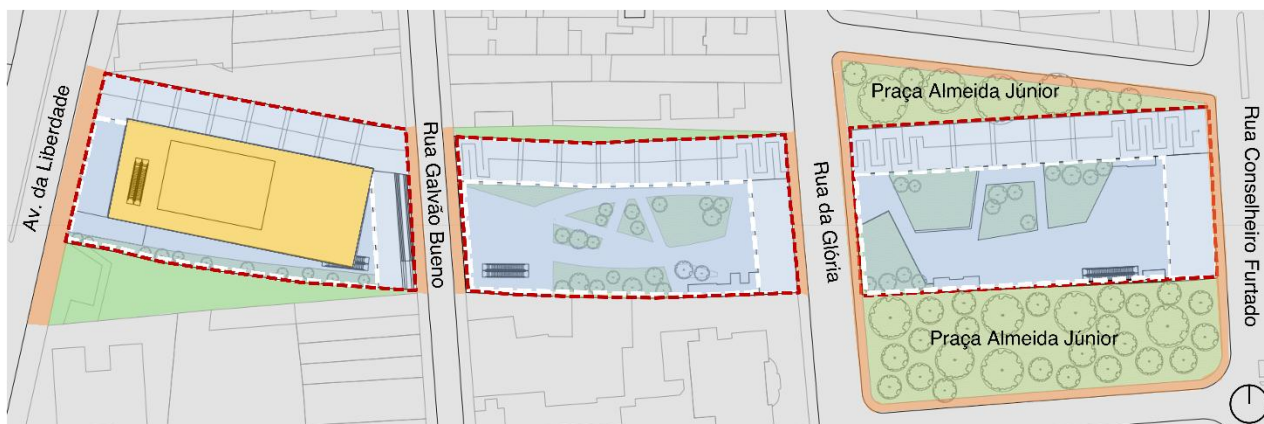 Av. da Liberdade
Rua Galvão Bueno
Rua da Glória
Praça Almeida Júnior
Praça Almeida Júnior
Rua Conselheiro Furtado